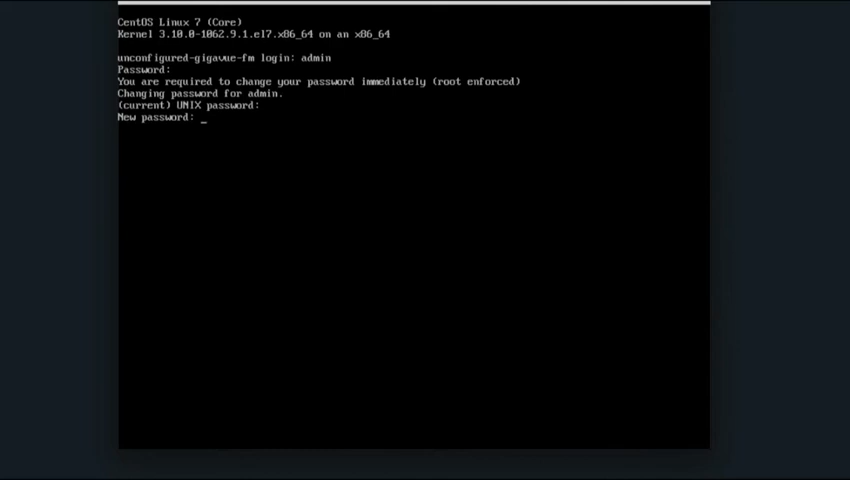 CentOS Linux 7 (Core)
Kernel 3.10.0-1062.9.1.el7.x86_64 on an x86_64
unconfigured-gigavue-fm login: admin
Password:
You are required to change your password immediately (root enforced)
Changing password for admin.
(current) UNIX password:
New password: _